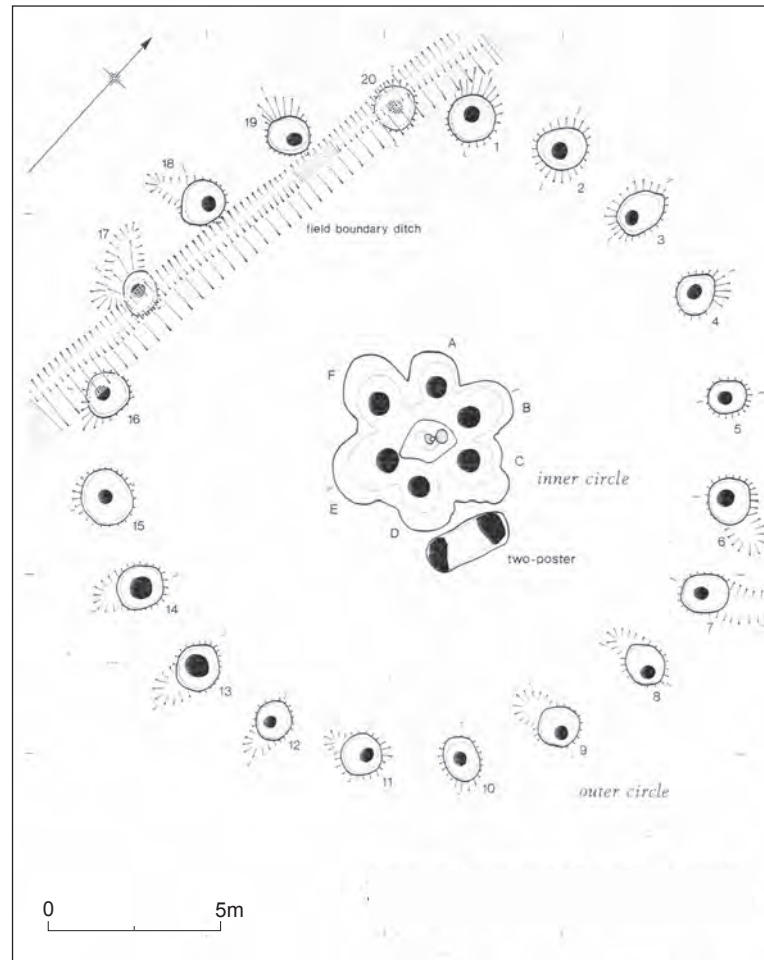 20
19
1
18
2
17
field boundary ditch
3
4
A
F
B
16
5
C
inner circle
15
6
E
D
two-poster
14
7
13
8
12
9
11
10
outer circle
0 5m